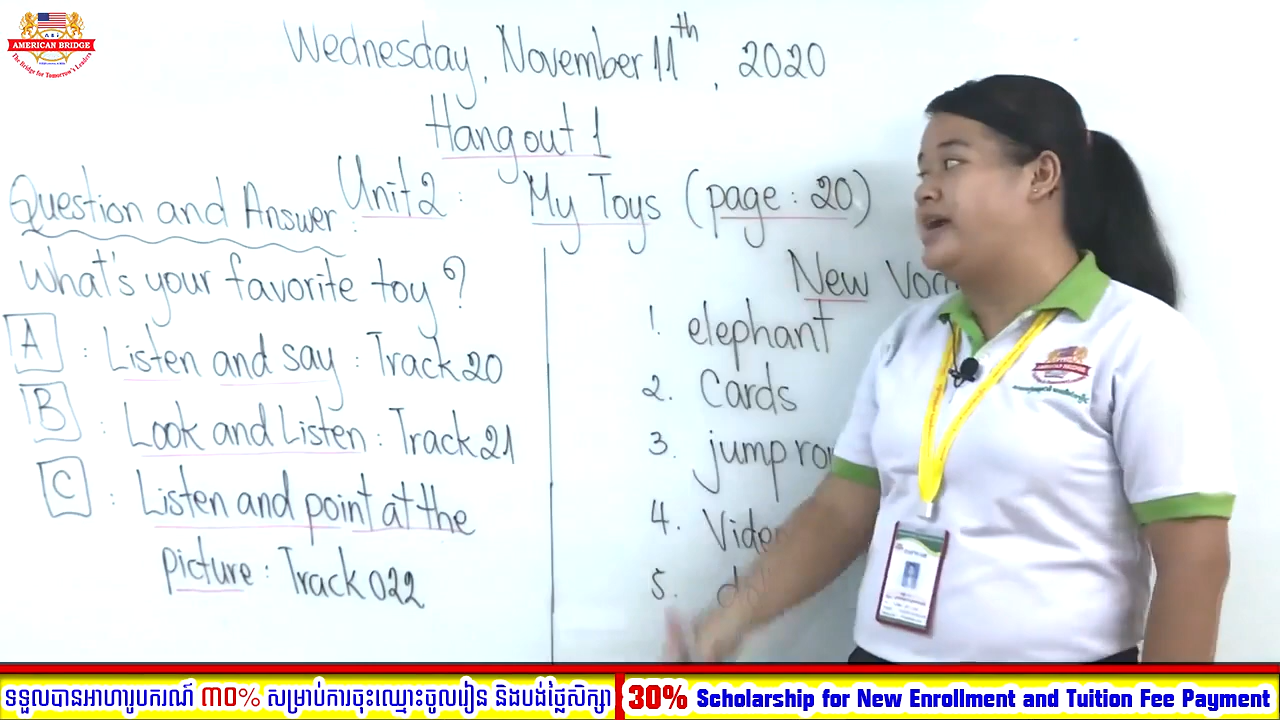 AMERICAN BRIDGE
The Bridge for Tomorrow's Leaders
Wednesday, November 11th, 2020
Hangout 1
Unit 2 : My Toys (page : 20)
Question and Answer :
What's your favorite toy ?
A : Listen and say : Track 20
B : Look and Listen : Track 21
C : Listen and point at the
picture : Track 022
New
1. elephant
2. Cards
3. jump
4.
5.
ទទួលបានអាហារូបករណ៍ ៣០% សម្រាប់ការចុះឈ្មោះចូលរៀន និងបង់ថ្លៃសិក្សា
30% Scholarship for New Enrollment and Tuition Fee Payment